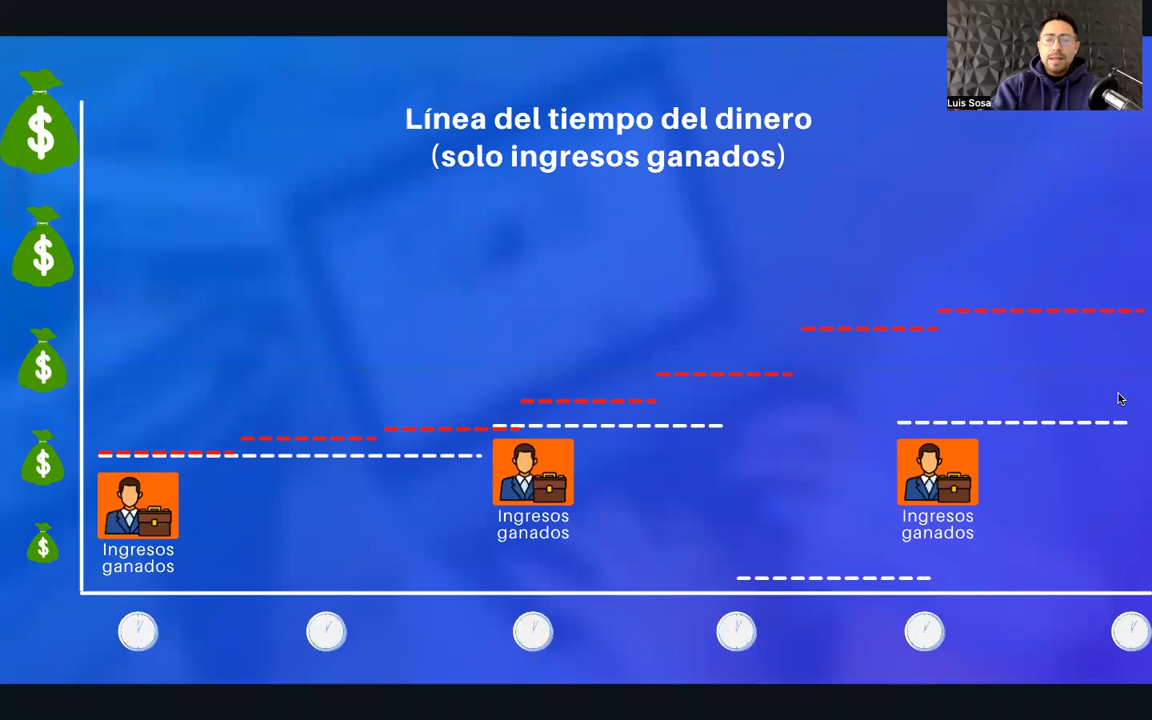 Línea del tiempo del dinero
(solo ingresos ganados)
Luis Sosa
$
$
$
$
$
Ingresos
ganados
Ingresos
ganados
Ingresos
ganados